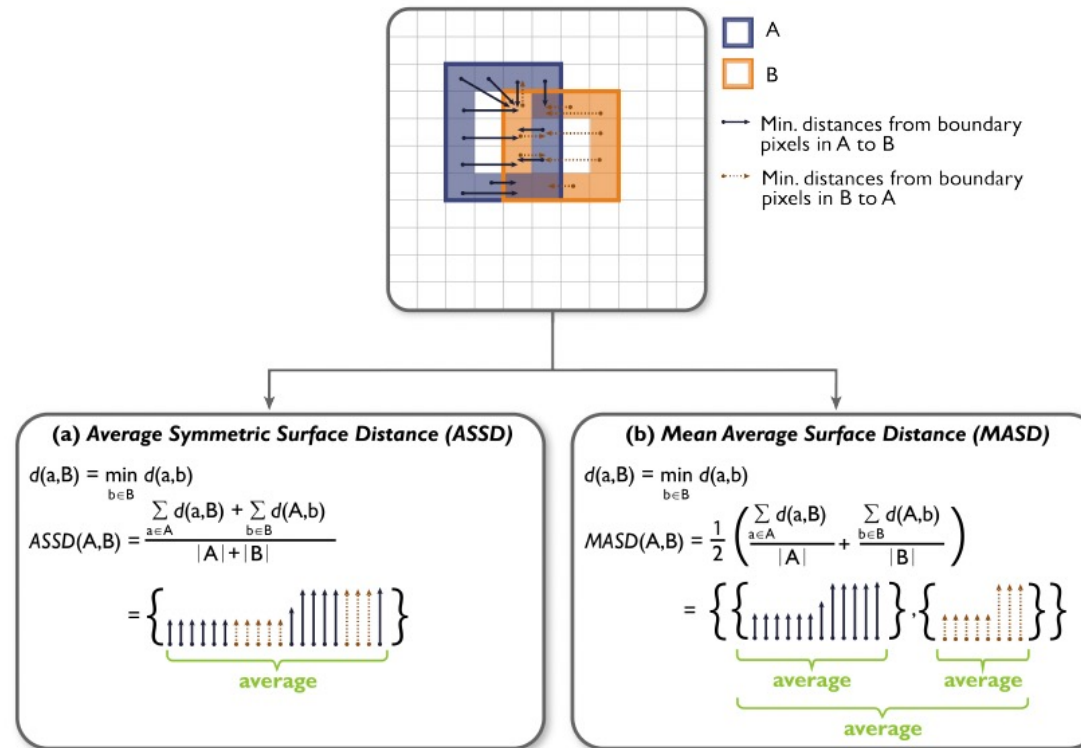 A
B
Min. distances from boundary
pixels in A to B
Min. distances from boundary
pixels in B to A
(a) Average Symmetric Surface Distance (ASSD)
d(a,B) = min d(a,b)
b∈B
∑ d(a,B) + ∑ d(A,b)
a∈A b∈B
ASSD(A,B) =
|A| + |B|
= { }
average
(b) Mean Average Surface Distance (MASD)
d(a,B) = min d(a,b)
b∈B
∑ d(a,B) ∑ d(A,b)
a∈A b∈B
MASD(A,B) = 1/2 ( + )
|A| |B|
= { { } , { } }
average average
average